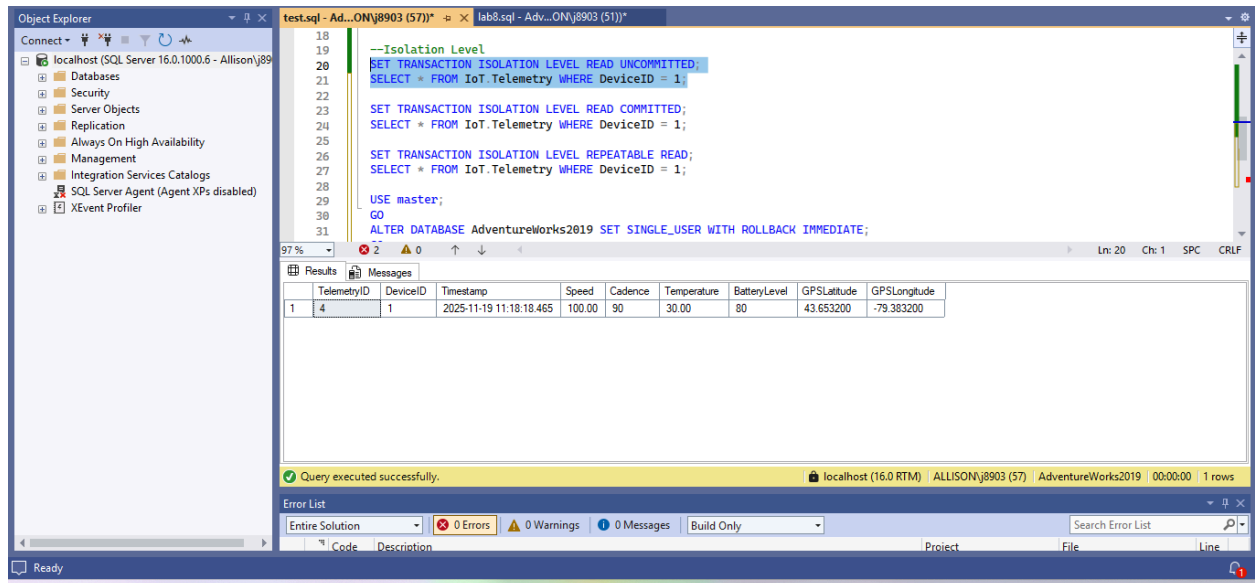 Object Explorer
Connect
localhost (SQL Server 16.0.1000.6 - Allison\j89
Databases
Security
Server Objects
Replication
Always On High Availability
Management
Integration Services Catalogs
SQL Server Agent (Agent XPs disabled)
XEvent Profiler
test.sql - Ad...ON\j8903 (57))* lab8.sql - Adv...ON\j8903 (51))*
18
19 --Isolation Level
20 SET TRANSACTION ISOLATION LEVEL READ UNCOMMITTED;
21 SELECT * FROM IoT.Telemetry WHERE DeviceID = 1;
22
23 SET TRANSACTION ISOLATION LEVEL READ COMMITTED;
24 SELECT * FROM IoT.Telemetry WHERE DeviceID = 1;
25
26 SET TRANSACTION ISOLATION LEVEL REPEATABLE READ;
27 SELECT * FROM IoT.Telemetry WHERE DeviceID = 1;
28
29 USE master;
30 GO
31 ALTER DATABASE AdventureWorks2019 SET SINGLE_USER WITH ROLLBACK IMMEDIATE;
97 % 2 0 Ln: 20 Ch: 1 SPC CRLF
Results Messages
TelemetryID DeviceID Timestamp Speed Cadence Temperature BatteryLevel GPSLatitude GPSLongitude
1 4 1 2025-11-19 11:18:18.465 100.00 90 30.00 80 43.653200 -79.383200
Query executed successfully. localhost (16.0 RTM) ALLISON\j8903 (57) AdventureWorks2019 00:00:00 1 rows
Error List
Entire Solution 0 Errors 0 Warnings 0 Messages Build Only Search Error List
Code Description Project File Line
Ready 1